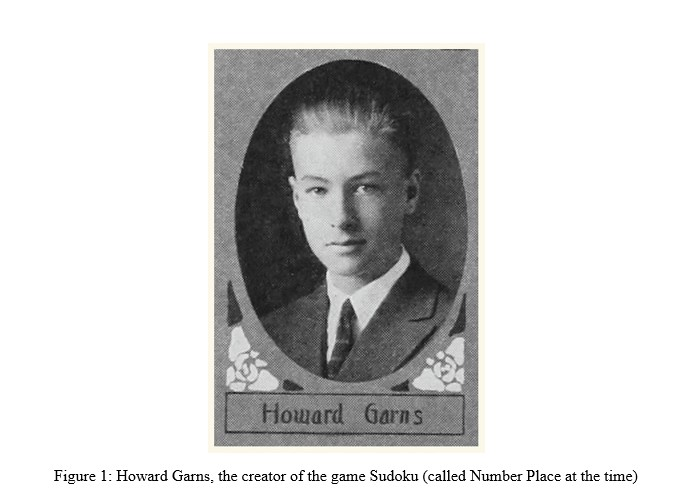 Howard Garns
Figure 1: Howard Garns, the creator of the game Sudoku (called Number Place at the time)